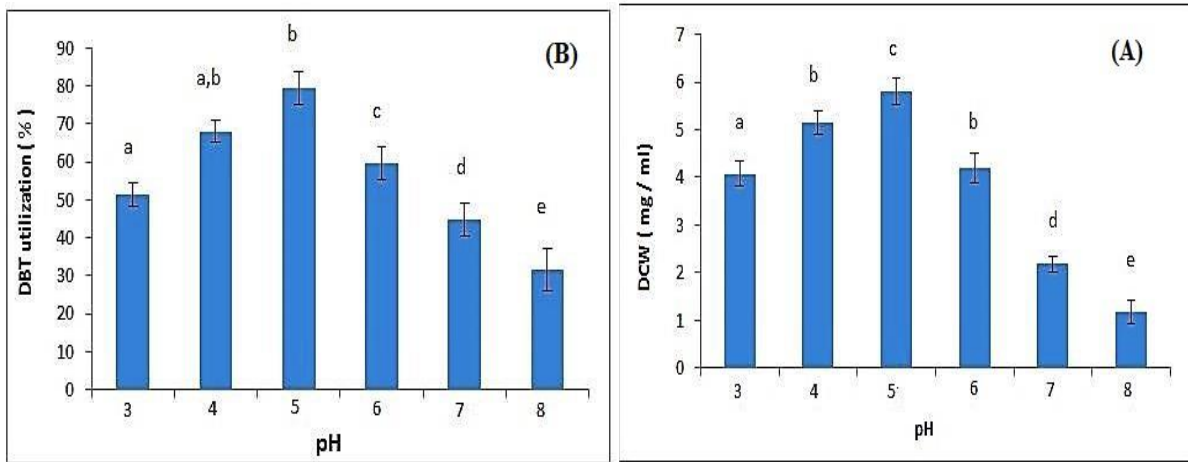 (B)
DBT utilization ( % )
90
80
70
60
50
40
30
20
10
0
a
a,b
b
c
d
e
3 4 5 6 7 8
pH
(A)
DCW ( mg / ml )
7
6
5
4
3
2
1
0
a
b
c
b
d
e
3 4 5 6 7 8
pH